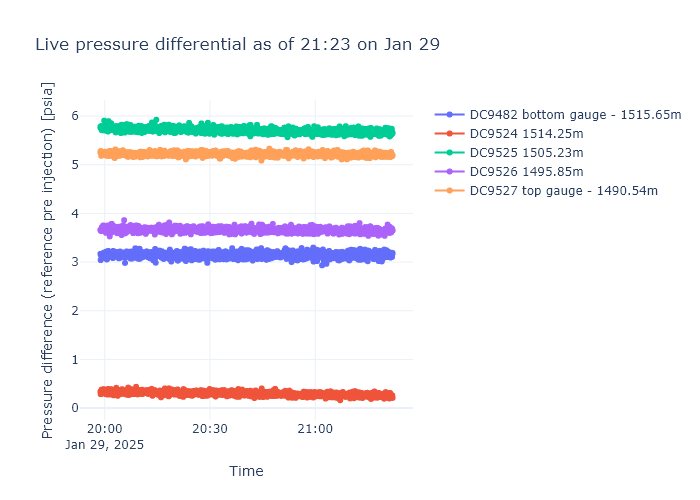 Live pressure differential as of 21:23 on Jan 29
Pressure difference (reference pre injection) [psia]
6
5
4
3
2
1
0
20:00
Jan 29, 2025
20:30
21:00
Time
DC9482 bottom gauge - 1515.65m
DC9524 1514.25m
DC9525 1505.23m
DC9526 1495.85m
DC9527 top gauge - 1490.54m